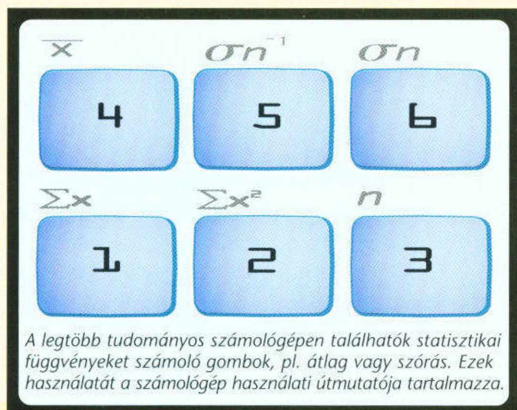 x̅ σn⁻¹ σn
4 5 6
Σx Σx² n
1 2 3
A legtöbb tudományos számológépen találhatók statisztikai
függvényeket számoló gombok, pl. átlag vagy szórás. Ezek
használatát a számológép használati útmutatója tartalmazza.